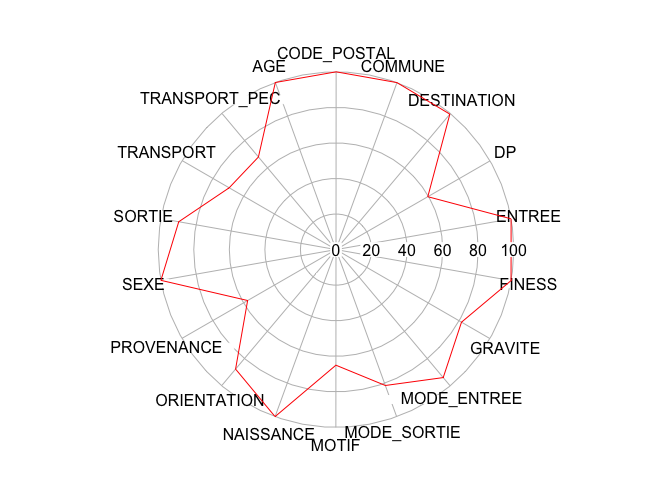 CODE_POSTAL
AGE
COMMUNE
TRANSPORT_PEC
DESTINATION
TRANSPORT
DP
SORTIE
ENTREE
0 20 40 60 80 100
SEXE
FINESS
PROVENANCE
GRAVITE
ORIENTATION
MODE_ENTREE
NAISSANCE
MODE_SORTIE
MOTIF